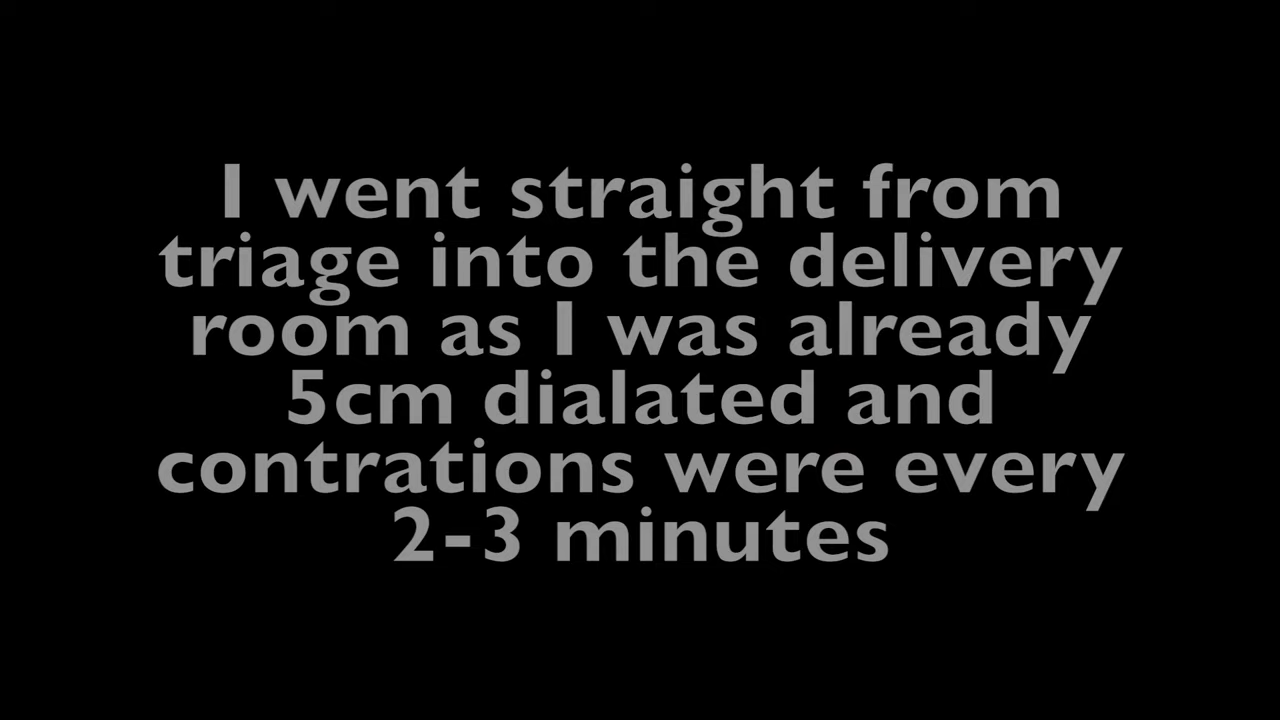 I went straight from
triage into the delivery
room as I was already
5cm dialated and
contrations were every
2-3 minutes